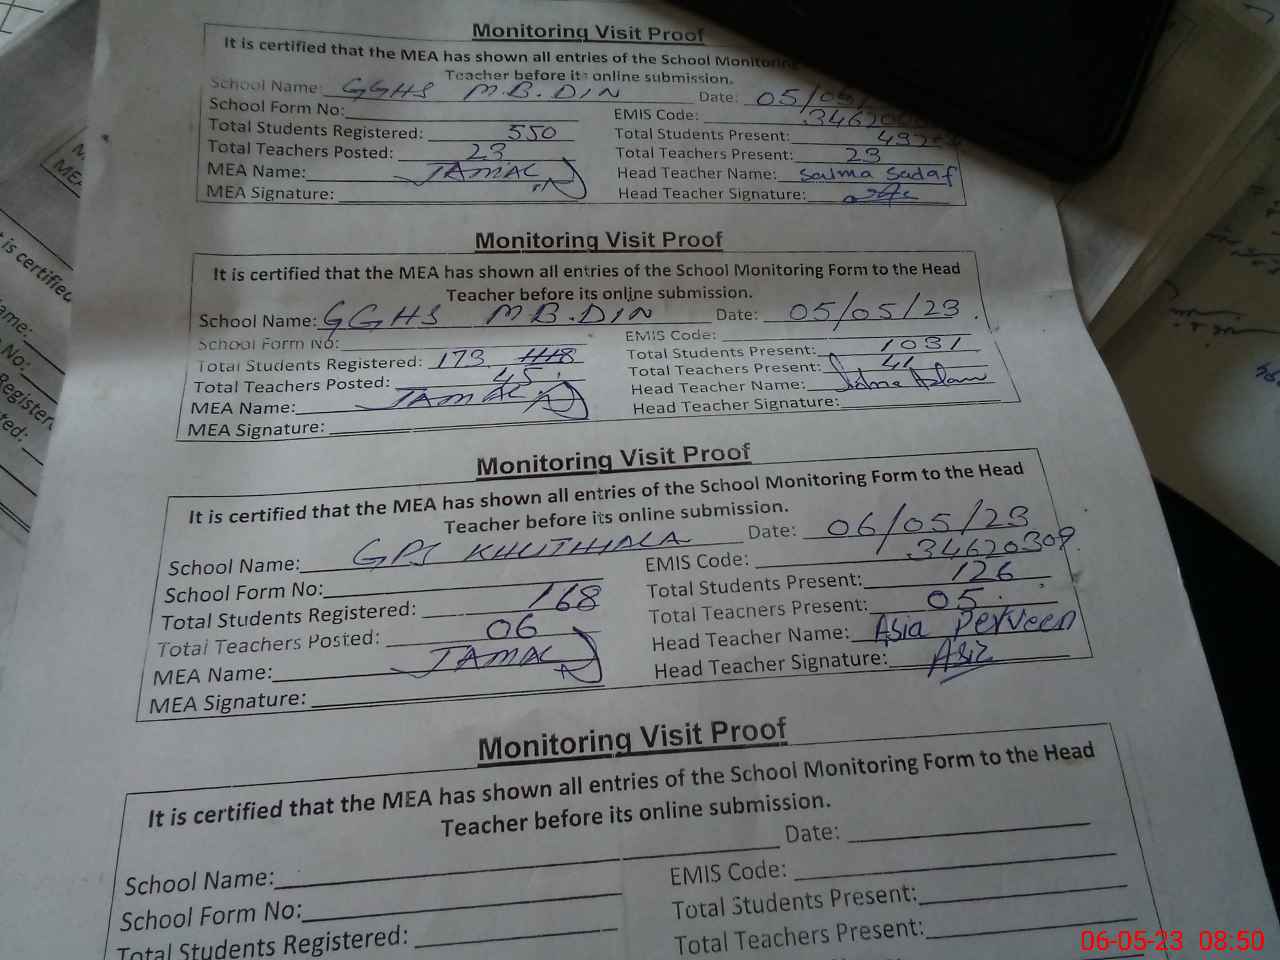 Monitoring Visit Proof
It is certified that the MEA has shown all entries of the School Monitoring
Teacher before its online submission.
School Name: GGHS M.B.DIN Date: 05/05/
School Form No: EMIS Code:
Total Students Registered: 550 Total Students Present:
Total Teachers Posted: 23 Total Teachers Present: 23
MEA Name: JAMAL Head Teacher Name: Salma Sadaf
MEA Signature: Head Teacher Signature:
Monitoring Visit Proof
It is certified that the MEA has shown all entries of the School Monitoring Form to the Head
Teacher before its online submission.
School Name: GGHS M.B.DIN Date: 05/05/23.
School Form No: EMIS Code:
Total Students Registered: 1173 Total Students Present: 1031
Total Teachers Posted: 45 Total Teachers Present: 41
MEA Name: JAMAL Head Teacher Name:
MEA Signature: Head Teacher Signature:
Monitoring Visit Proof
It is certified that the MEA has shown all entries of the School Monitoring Form to the Head
Teacher before its online submission.
School Name: GPS KHUTHIALA Date: 06/05/23
School Form No: EMIS Code: 34620309
Total Students Registered: 168 Total Students Present: 126
Total Teachers Posted: 06 Total Teachers Present: 05
MEA Name: JAMAL Head Teacher Name: Asia Perveen
MEA Signature: Head Teacher Signature: Asia
Monitoring Visit Proof
It is certified that the MEA has shown all entries of the School Monitoring Form to the Head
Teacher before its online submission.
School Name: Date:
School Form No: EMIS Code:
Total Students Registered: Total Students Present:
Total Teachers Present:
is certified
ame:
No:
Register
ted:
06-05-23 08:50